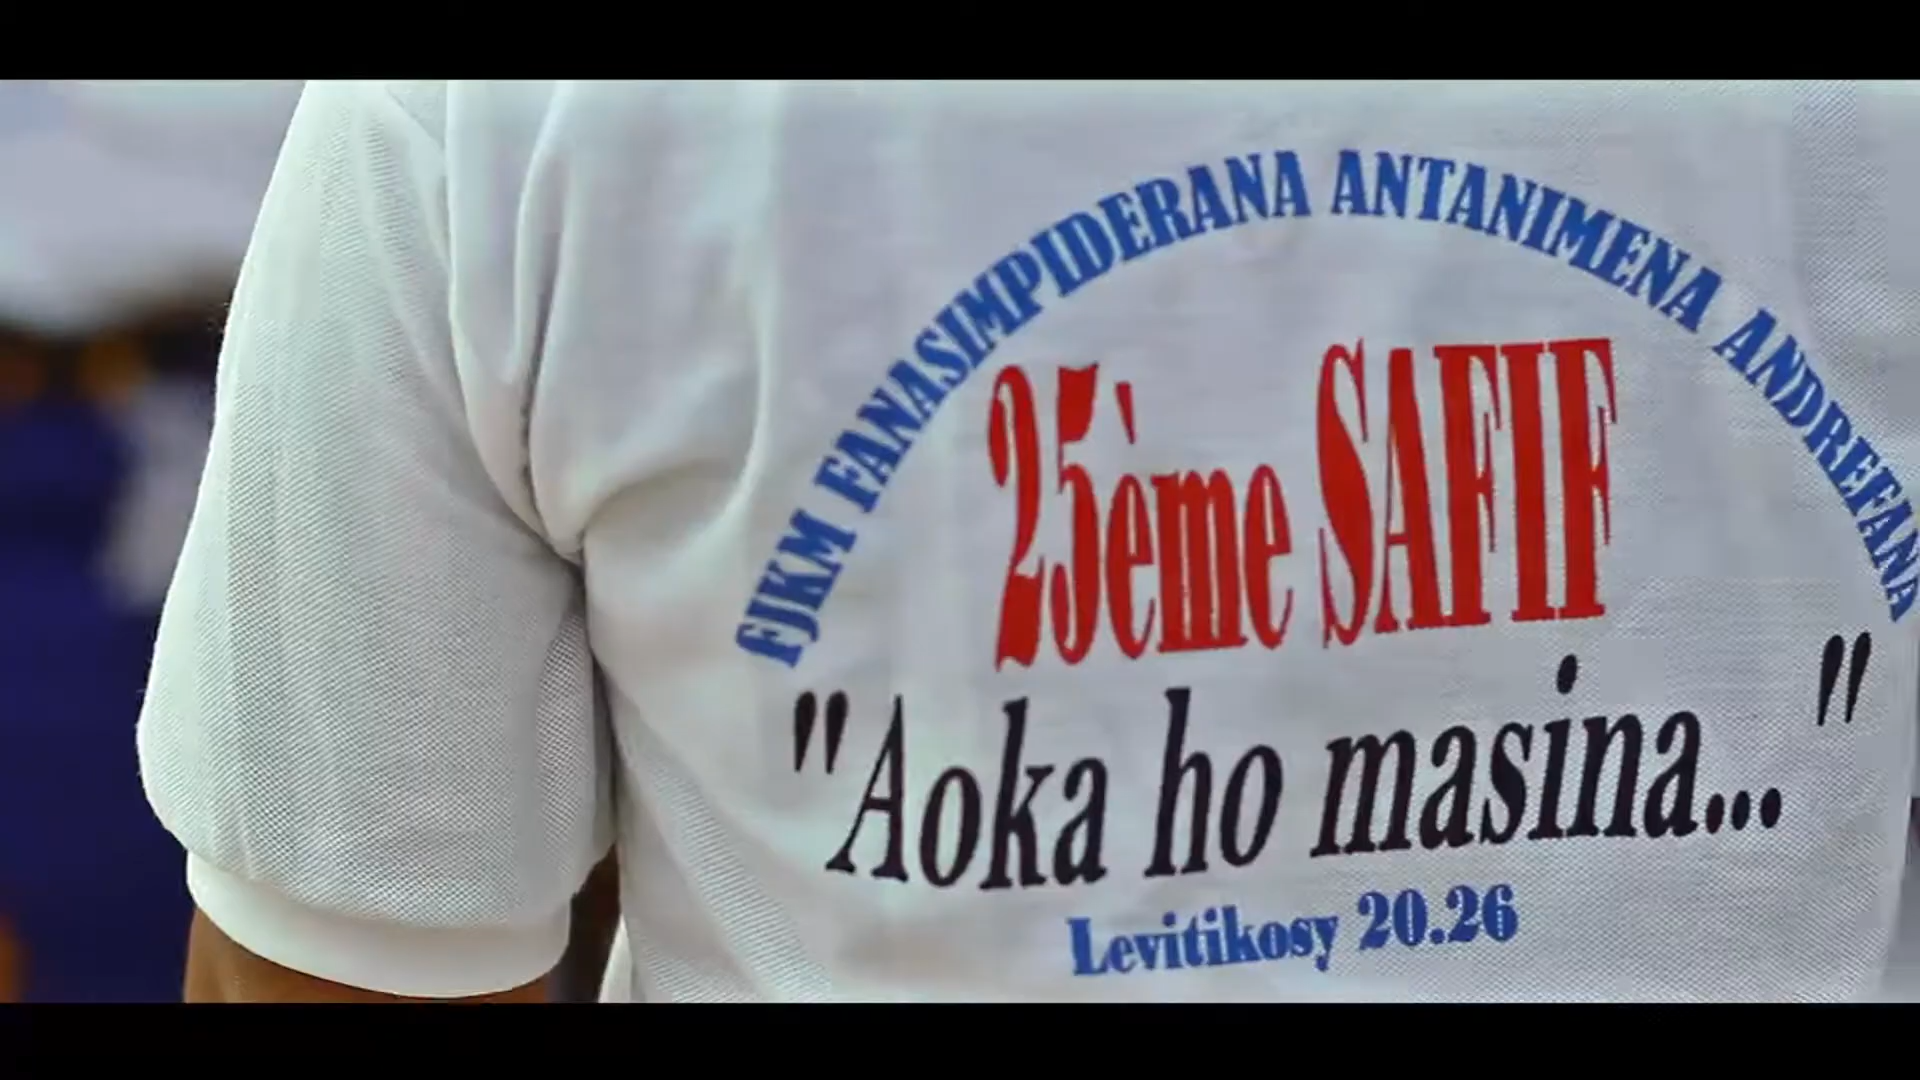 FJKM FANASIMPIDERANA ANTANIMENA ANDREFANA
25ème SAFIF
"Aoka ho masina... "
Levitikosy 20.26